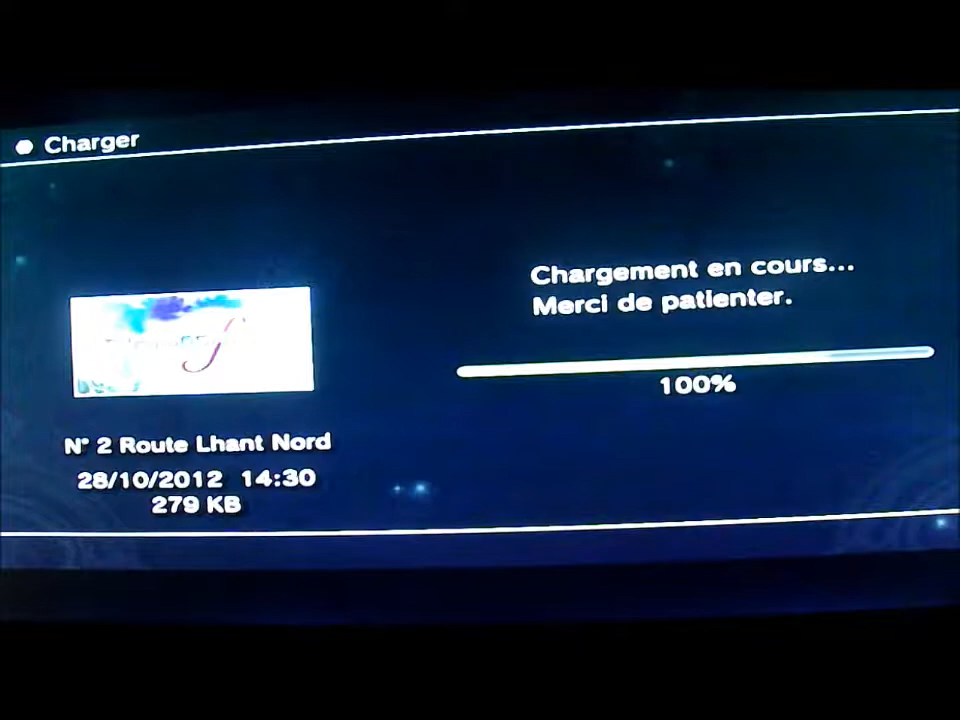 Charger
Chargement en cours...
Merci de patienter.
100%
N° 2 Route Lhant Nord
28/10/2012 14:30
279 KB